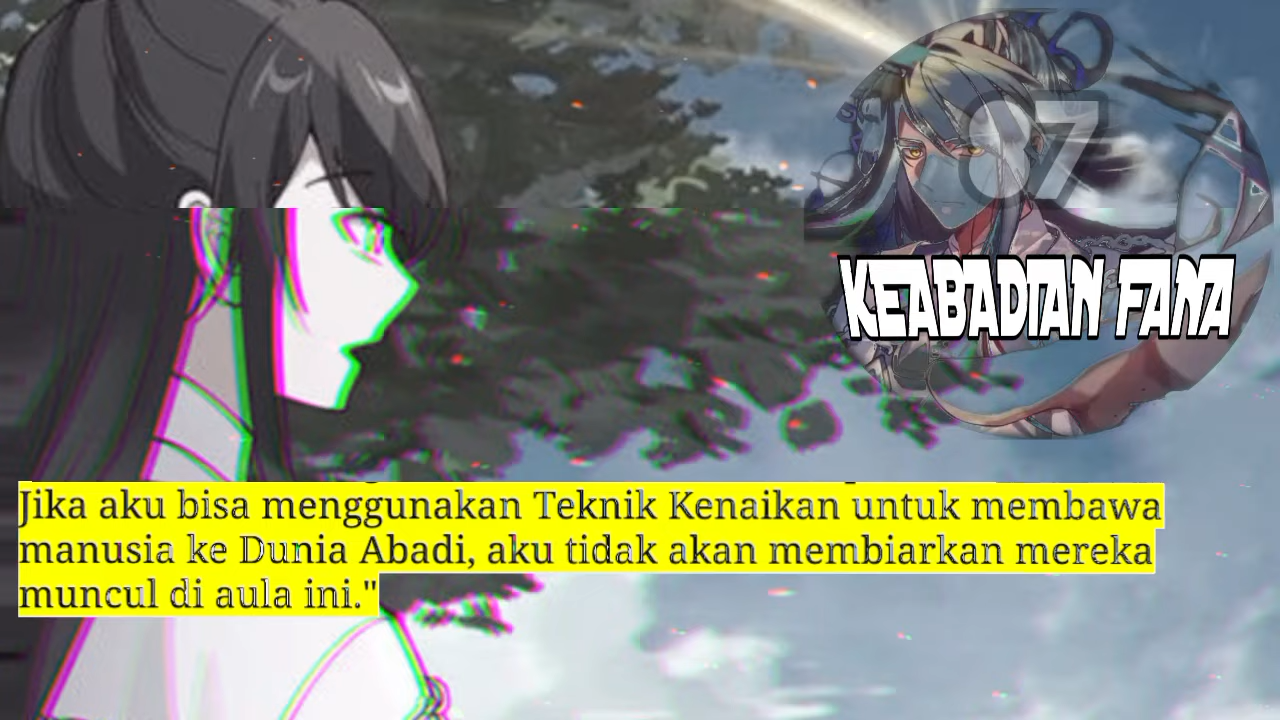 97
KEABADIAN FANA
Jika aku bisa menggunakan Teknik Kenaikan untuk membawa
manusia ke Dunia Abadi, aku tidak akan membiarkan mereka
muncul di aula ini."